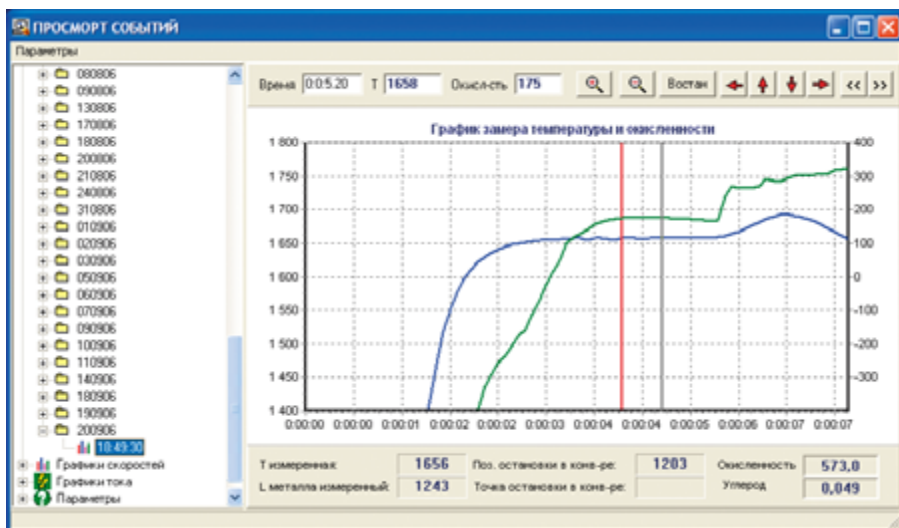 ПРОСМОРТ СОБЫТИЙ
Параметры
080806
090806
130806
170806
180806
200806
210806
240806
310806
010906
020906
030906
050906
060906
070906
090906
100906
110906
140906
180906
190906
200906
18:49:30
Графики скоростей
Графики тока
Параметры
Время 0:0:5.20 T 1658 Окисл-сть 175 Востан << >>
График замера температуры и окисленности
1 800 400
1 750 300
1 700 200
1 650 100
1 600 0
1 550 -100
1 500 -200
1 450 -300
1 400
0:00:00 0:00:00 0:00:01 0:00:02 0:00:02 0:00:03 0:00:04 0:00:04 0:00:04 0:00:06 0:00:07 0:00:07
T измеренная: 1656 Поз. остановки в конв-ре: 1203 Окисленность 573,0
L металла измеренный: 1243 Точка остановки в конв-ре: Углерод 0,049